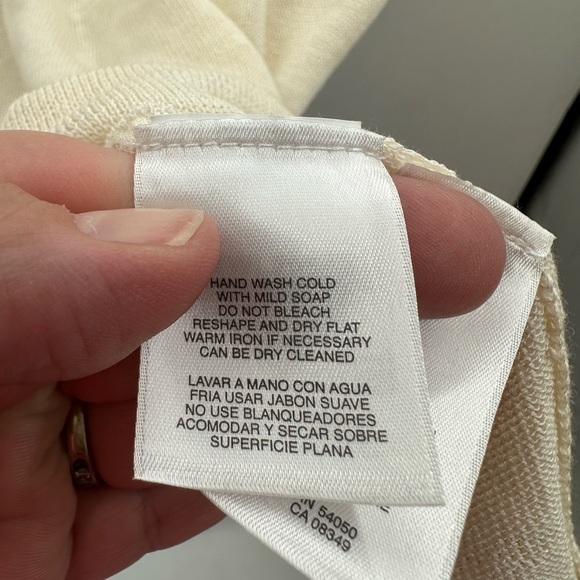 HAND WASH COLD
WITH MILD SOAP
DO NOT BLEACH
RESHAPE AND DRY FLAT
WARM IRON IF NECESSARY
CAN BE DRY CLEANED
LAVAR A MANO CON AGUA
FRIA USAR JABON SUAVE
NO USE BLANQUEADORES
ACOMODAR Y SECAR SOBRE
SUPERFICIE PLANA
54050
CA 08349